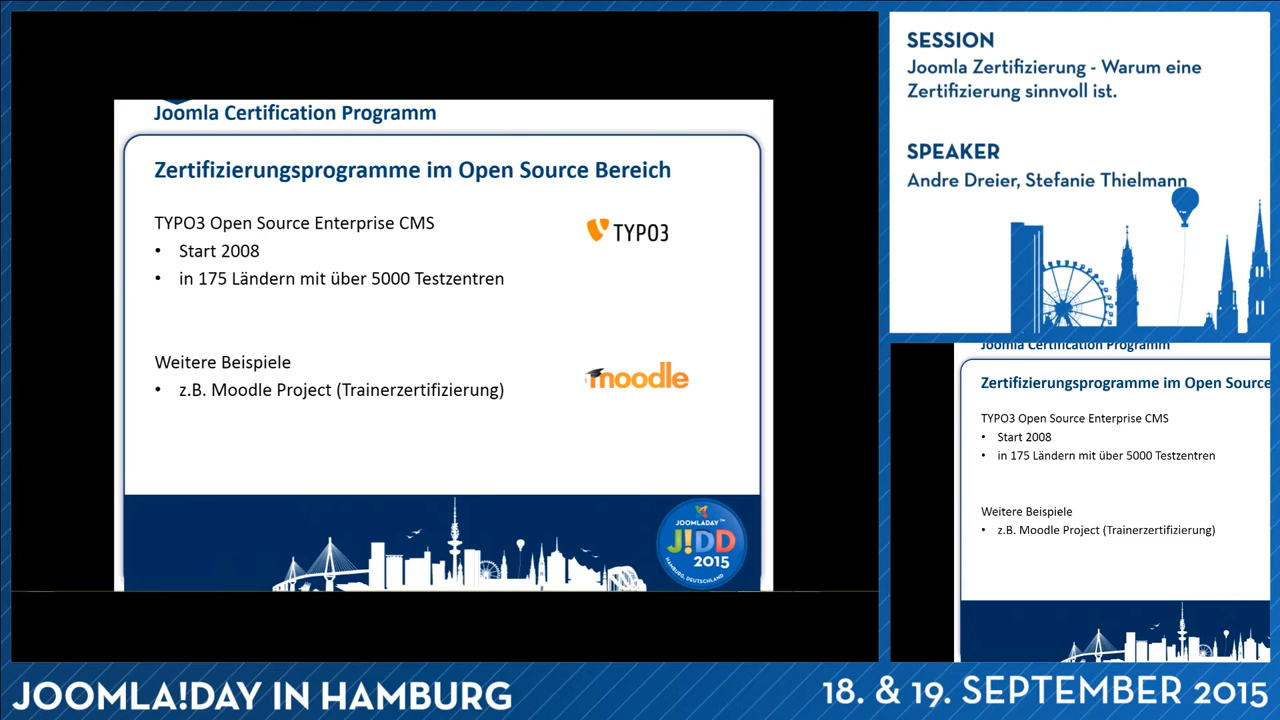 Joomla Certification Programm
Zertifizierungsprogramme im Open Source Bereich
TYPO3 Open Source Enterprise CMS
• Start 2008
• in 175 Ländern mit über 5000 Testzentren
TYPO3
Weitere Beispiele
• z.B. Moodle Project (Trainerzertifizierung)
moodle
JOOMLADAY™
J!DD
2015
HAMBURG, DEUTSCHLAND
SESSION
Joomla Zertifizierung - Warum eine
Zertifizierung sinnvoll ist.
SPEAKER
Andre Dreier, Stefanie Thielmann
Joomla Certification Programm
Zertifizierungsprogramme im Open Source
TYPO3 Open Source Enterprise CMS
• Start 2008
• in 175 Ländern mit über 5000 Testzentren
Weitere Beispiele
• z.B. Moodle Project (Trainerzertifizierung)
JOOMLA!DAY IN HAMBURG
18. & 19. SEPTEMBER 2015